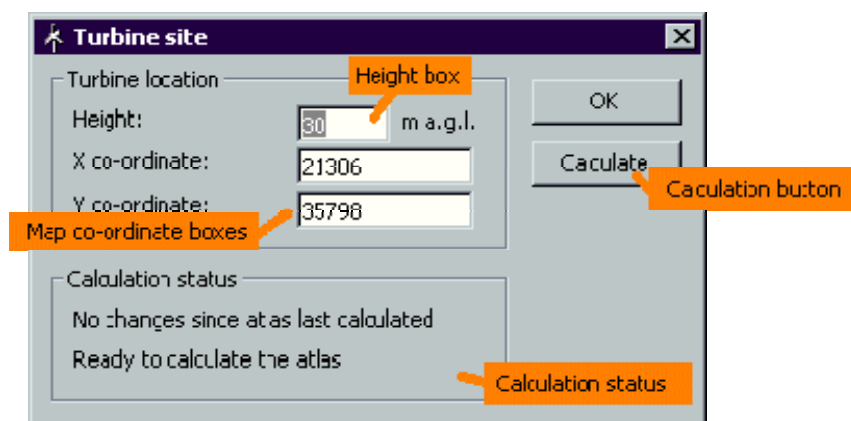 Turbine site
Turbine location
Height box
Height:
30
m a.g.l.
OK
X co-ordinate:
21306
Caculate
Y co-ordinate:
35798
Caculation button
Map co-ordinate boxes
Calculation status
No changes since atas last calculated
Ready to calculate the atlas
Calculation status